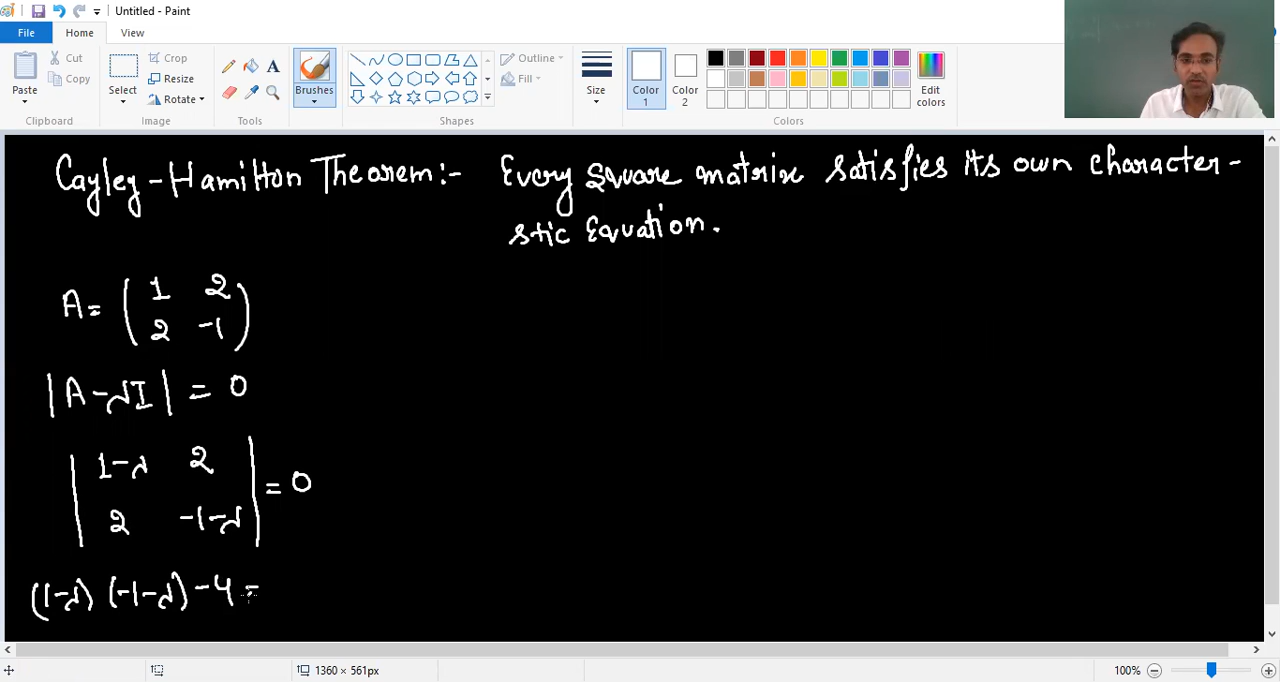 Untitled - Paint
File Home View
Paste Cut Copy Clipboard
Select Crop Resize Rotate Image
Tools
Brushes
Shapes Outline Fill
Size
Color 1 Color 2 Edit colors Colors
Cayley-Hamilton Theorem:- Every square matrix satisfies its own character-
stic Equation.
A= ( 1 2
2 -1 )
|A-λI| = 0
| 1-λ 2
2 -1-λ | = 0
(1-λ) (-1-λ) -4 =
1360 × 561px 100%